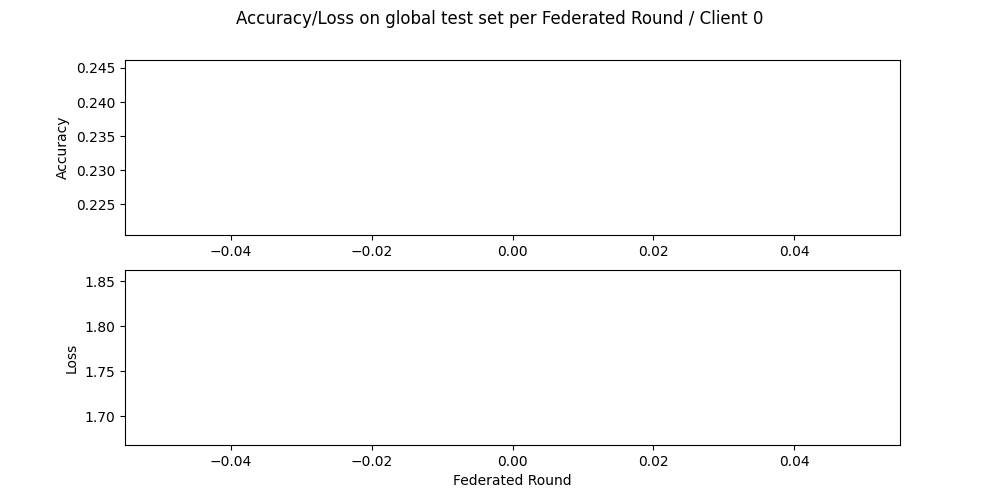 Accuracy/Loss on global test set per Federated Round / Client 0
0.245
0.240
0.235
0.230
0.225
Accuracy
−0.04 −0.02 0.00 0.02 0.04
1.85
1.80
1.75
1.70
Loss
−0.04 −0.02 0.00 0.02 0.04
Federated Round